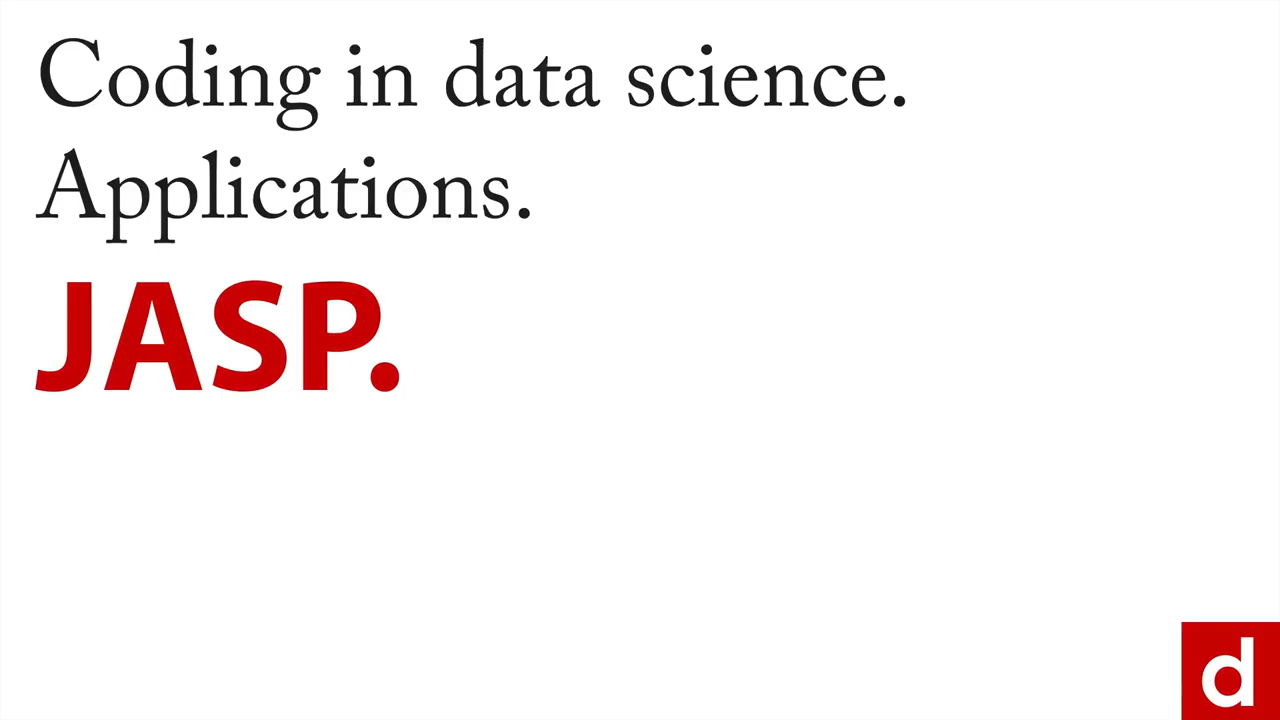 Coding in data science.
Applications.
JASP.
d